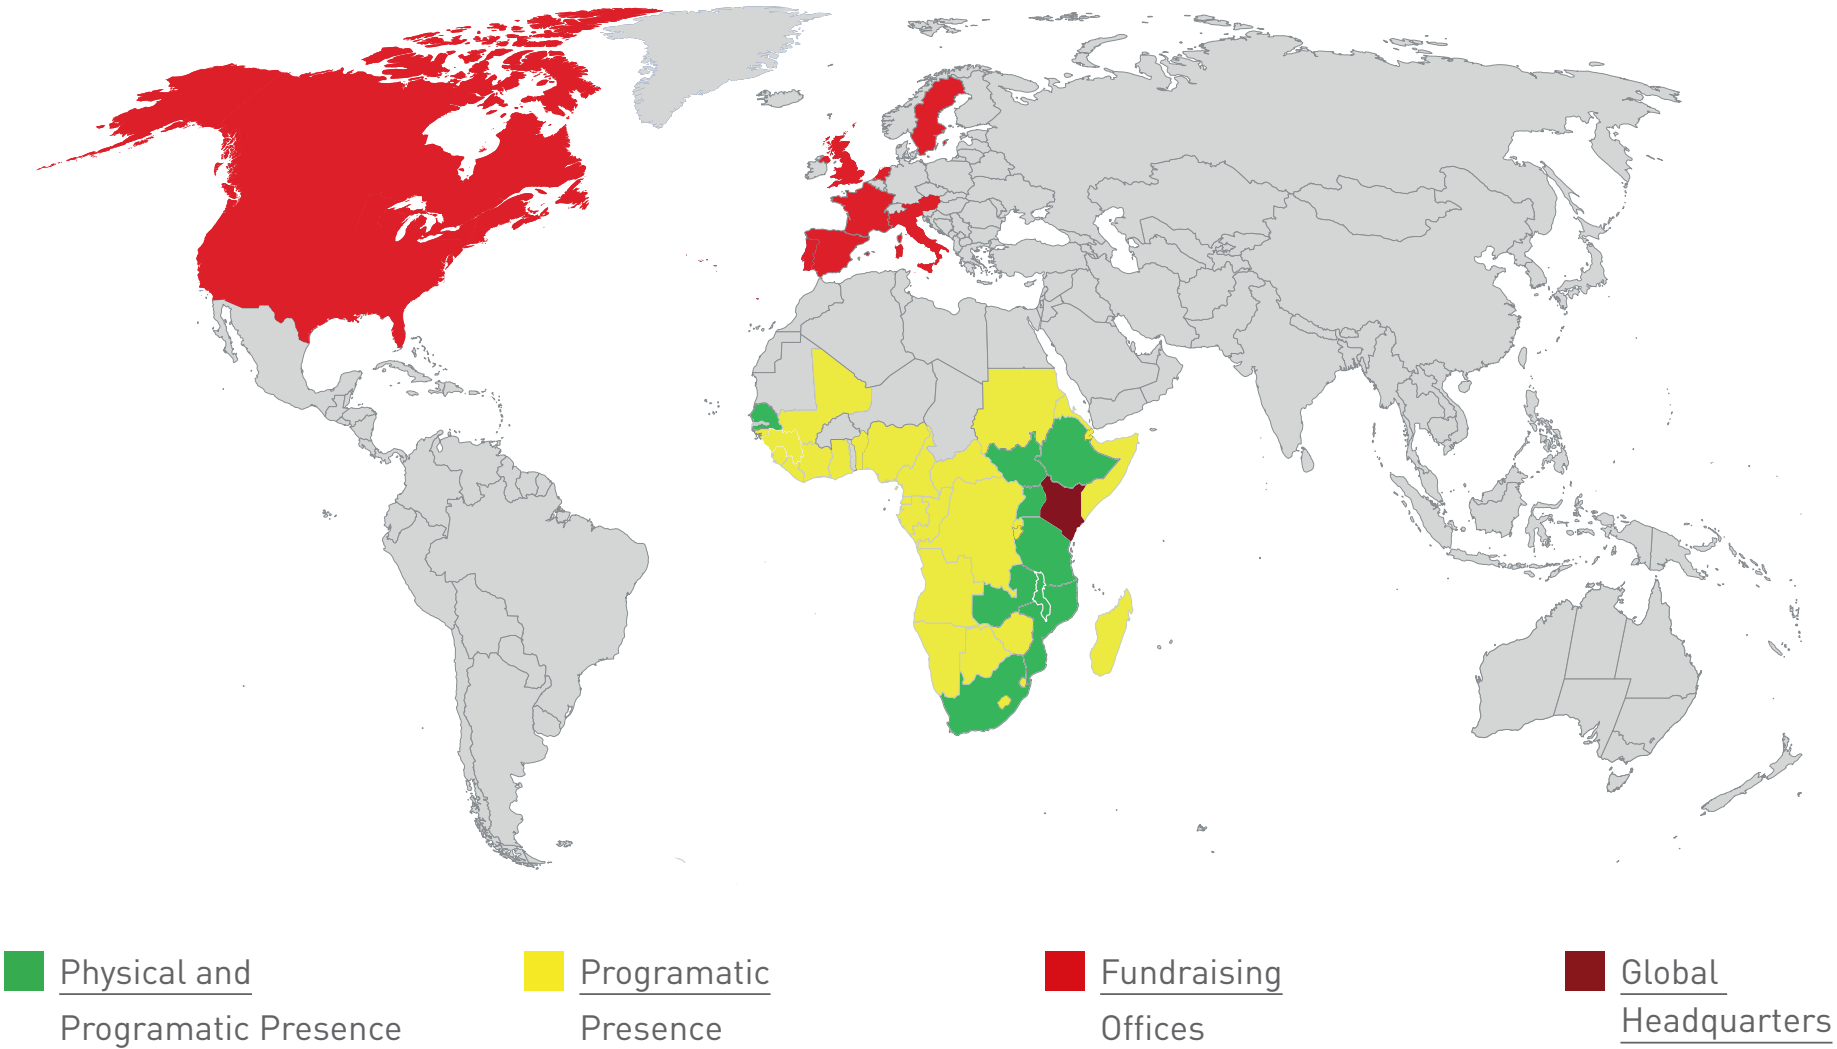 Physical and
Programatic Presence
Programatic
Presence
Fundraising
Offices
Global
Headquarters